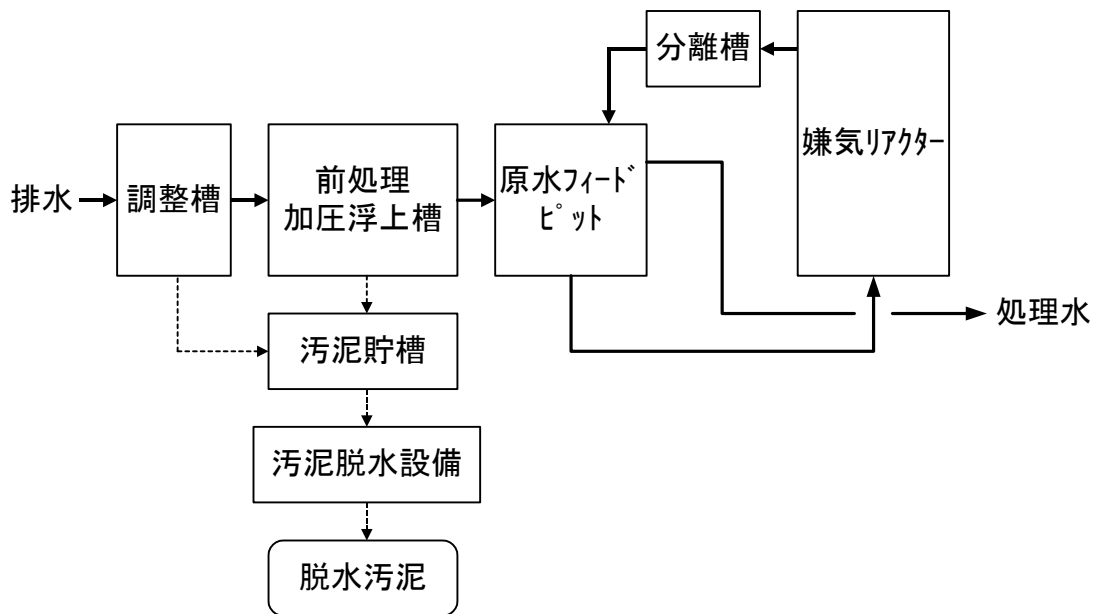 分離槽
嫌気ﾘｱｸﾀｰ
排水
調整槽
前処理
加圧浮上槽
原水ﾌｨｰﾄﾞ
ﾋﾟｯﾄ
処理水
汚泥貯槽
汚泥脱水設備
脱水汚泥